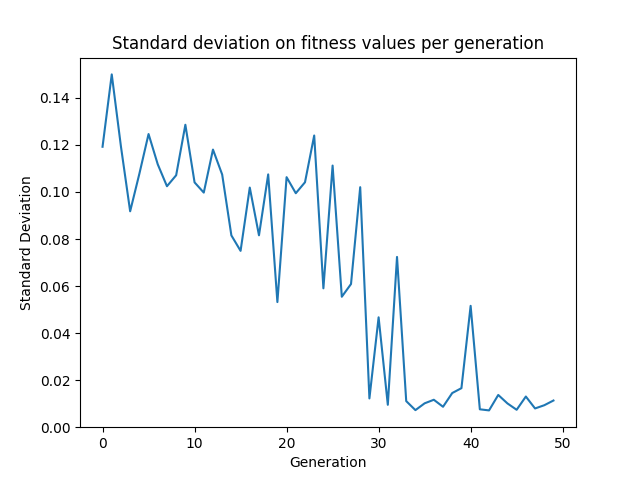 Standard deviation on fitness values per generation
Standard Deviation
0.14
0.12
0.10
0.08
0.06
0.04
0.02
0.00
0 10 20 30 40 50
Generation